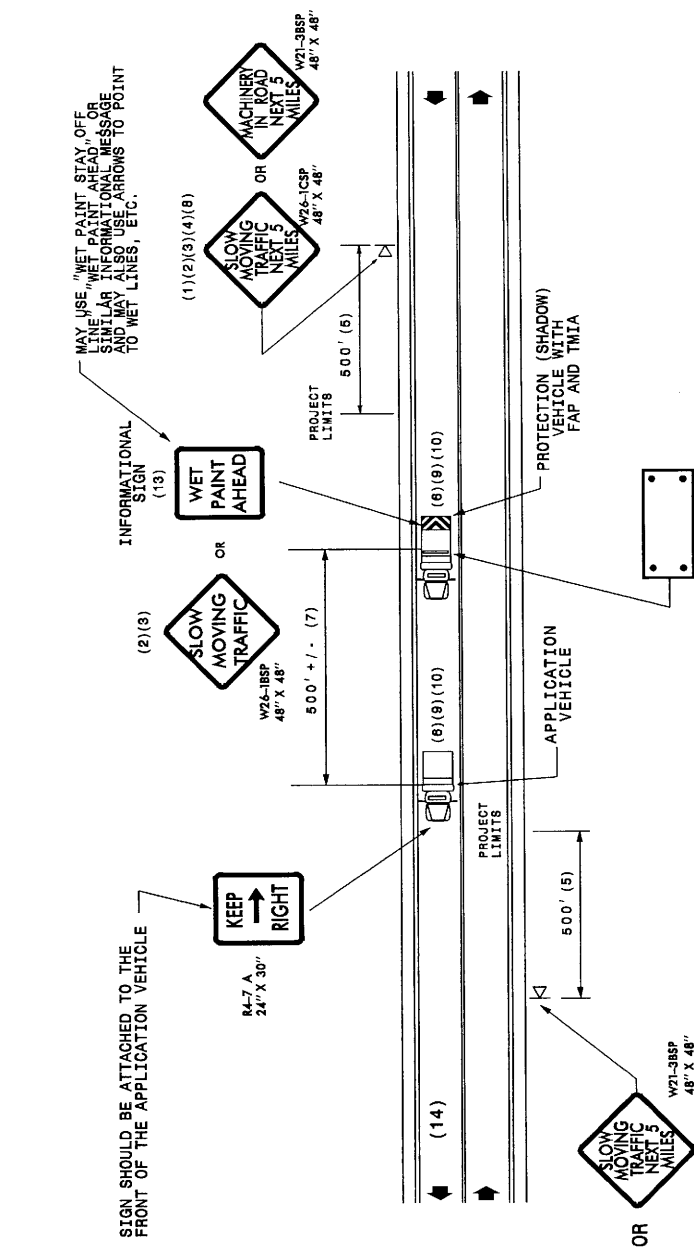 SIGN SHOULD BE ATTACHED TO THE
FRONT OF THE APPLICATION VEHICLE
KEEP
RIGHT
R4-7 A
24" X 30"
(2)(3)
SLOW
MOVING
TRAFFIC
W26-1BSP
48" X 48"
OR
INFORMATIONAL
SIGN
(13)
WET
PAINT
AHEAD
MAY USE "WET PAINT STAY OFF
LINE" "WET PAINT AHEAD" OR
SIMILAR INFORMATIONAL MESSAGE
AND MAY ALSO USE ARROWS TO POINT
TO WET LINES, ETC.
(1)(2)(3)(4)(8)
SLOW
MOVING
TRAFFIC
NEXT 5
MILES
W26-1CSP
48" X 48"
OR
MACHINERY
IN ROAD
NEXT 5
MILES
W21-3BSP
48" X 48"
500' +/- (7)
PROJECT
LIMITS
500' (5)
(14)
(6)(9)(10)
(6)(9)(10)
PROJECT
LIMITS
500' (5)
APPLICATION
VEHICLE
PROTECTION (SHADOW)
VEHICLE WITH
FAP AND TMIA
OR
SLOW
MOVING
TRAFFIC
NEXT 5
MILES
W21-3BSP
48" X 48"